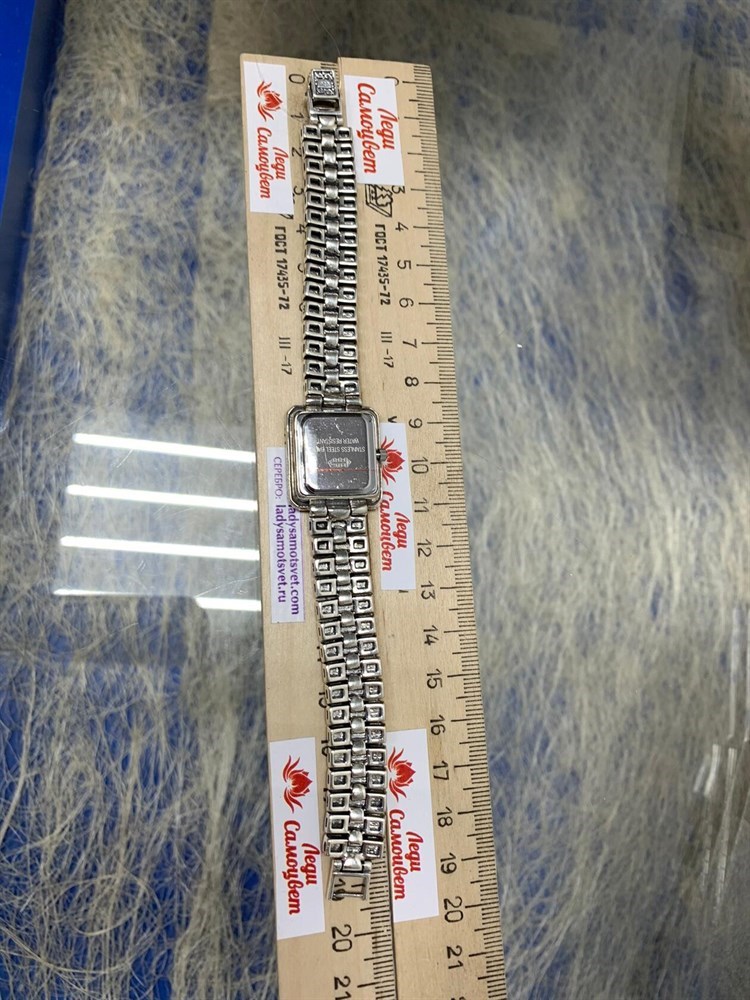 Леди
Самоцвет
Леди
Самоцвет
ГОСТ 17435-72
III -17
ГОСТ 17435-72
III -17
0
1
2
3
4
5
6
7
8
9
10
11
12
13
14
15
16
17
18
19
20
21
STAINLESS STEEL
WATER RESISTANT
Леди
Самоцвет
СЕРЕБРО: ladysamotsvet.com
ladysamotsvet.ru
Леди
Самоцвет
Леди
Самоцвет
20
21